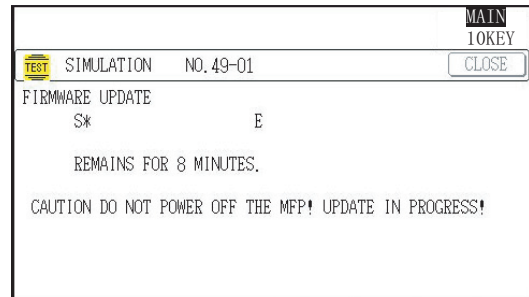 MAIN
10KEY
TEST SIMULATION NO.49-01 CLOSE
FIRMWARE UPDATE
S* E
REMAINS FOR 8 MINUTES.
CAUTION DO NOT POWER OFF THE MFP! UPDATE IN PROGRESS!